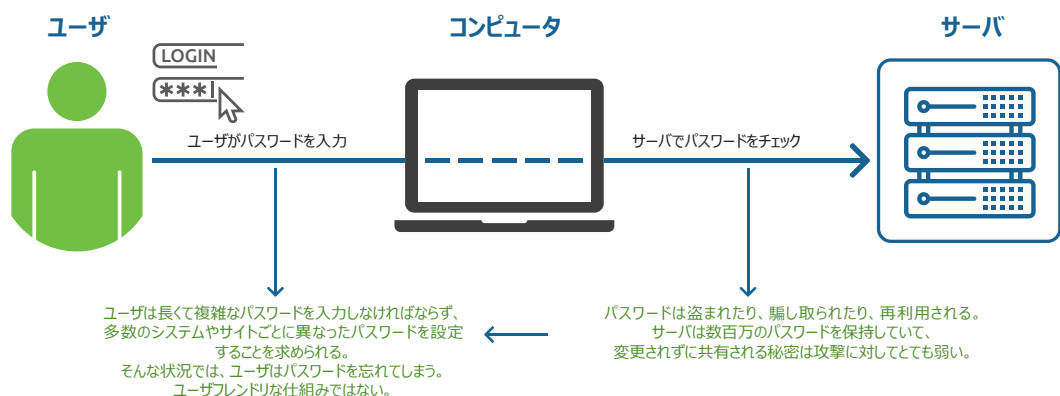 ユーザ
コンピュータ
サーバ
LOGIN
***
ユーザがパスワードを入力
サーバでパスワードをチェック
ユーザは長くて複雑なパスワードを入力しなければならず、
多数のシステムやサイトごとに異なったパスワードを設定
することを求められる。
そんな状況では、ユーザはパスワードを忘れてしまう。
ユーザフレンドリな仕組みではない。
パスワードは盗まれたり、騙し取られたり、再利用される。
サーバは数百万のパスワードを保持していて、
変更されずに共有される秘密は攻撃に対してとても弱い。